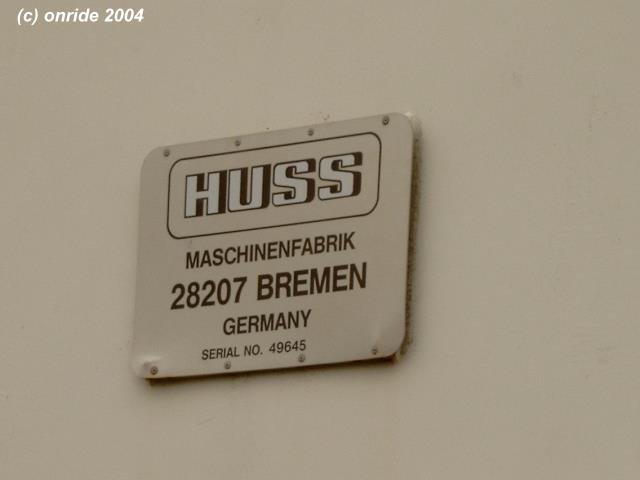 (c) onride 2004
HUSS
MASCHINENFABRIK
28207 BREMEN
GERMANY
SERIAL NO. 49645